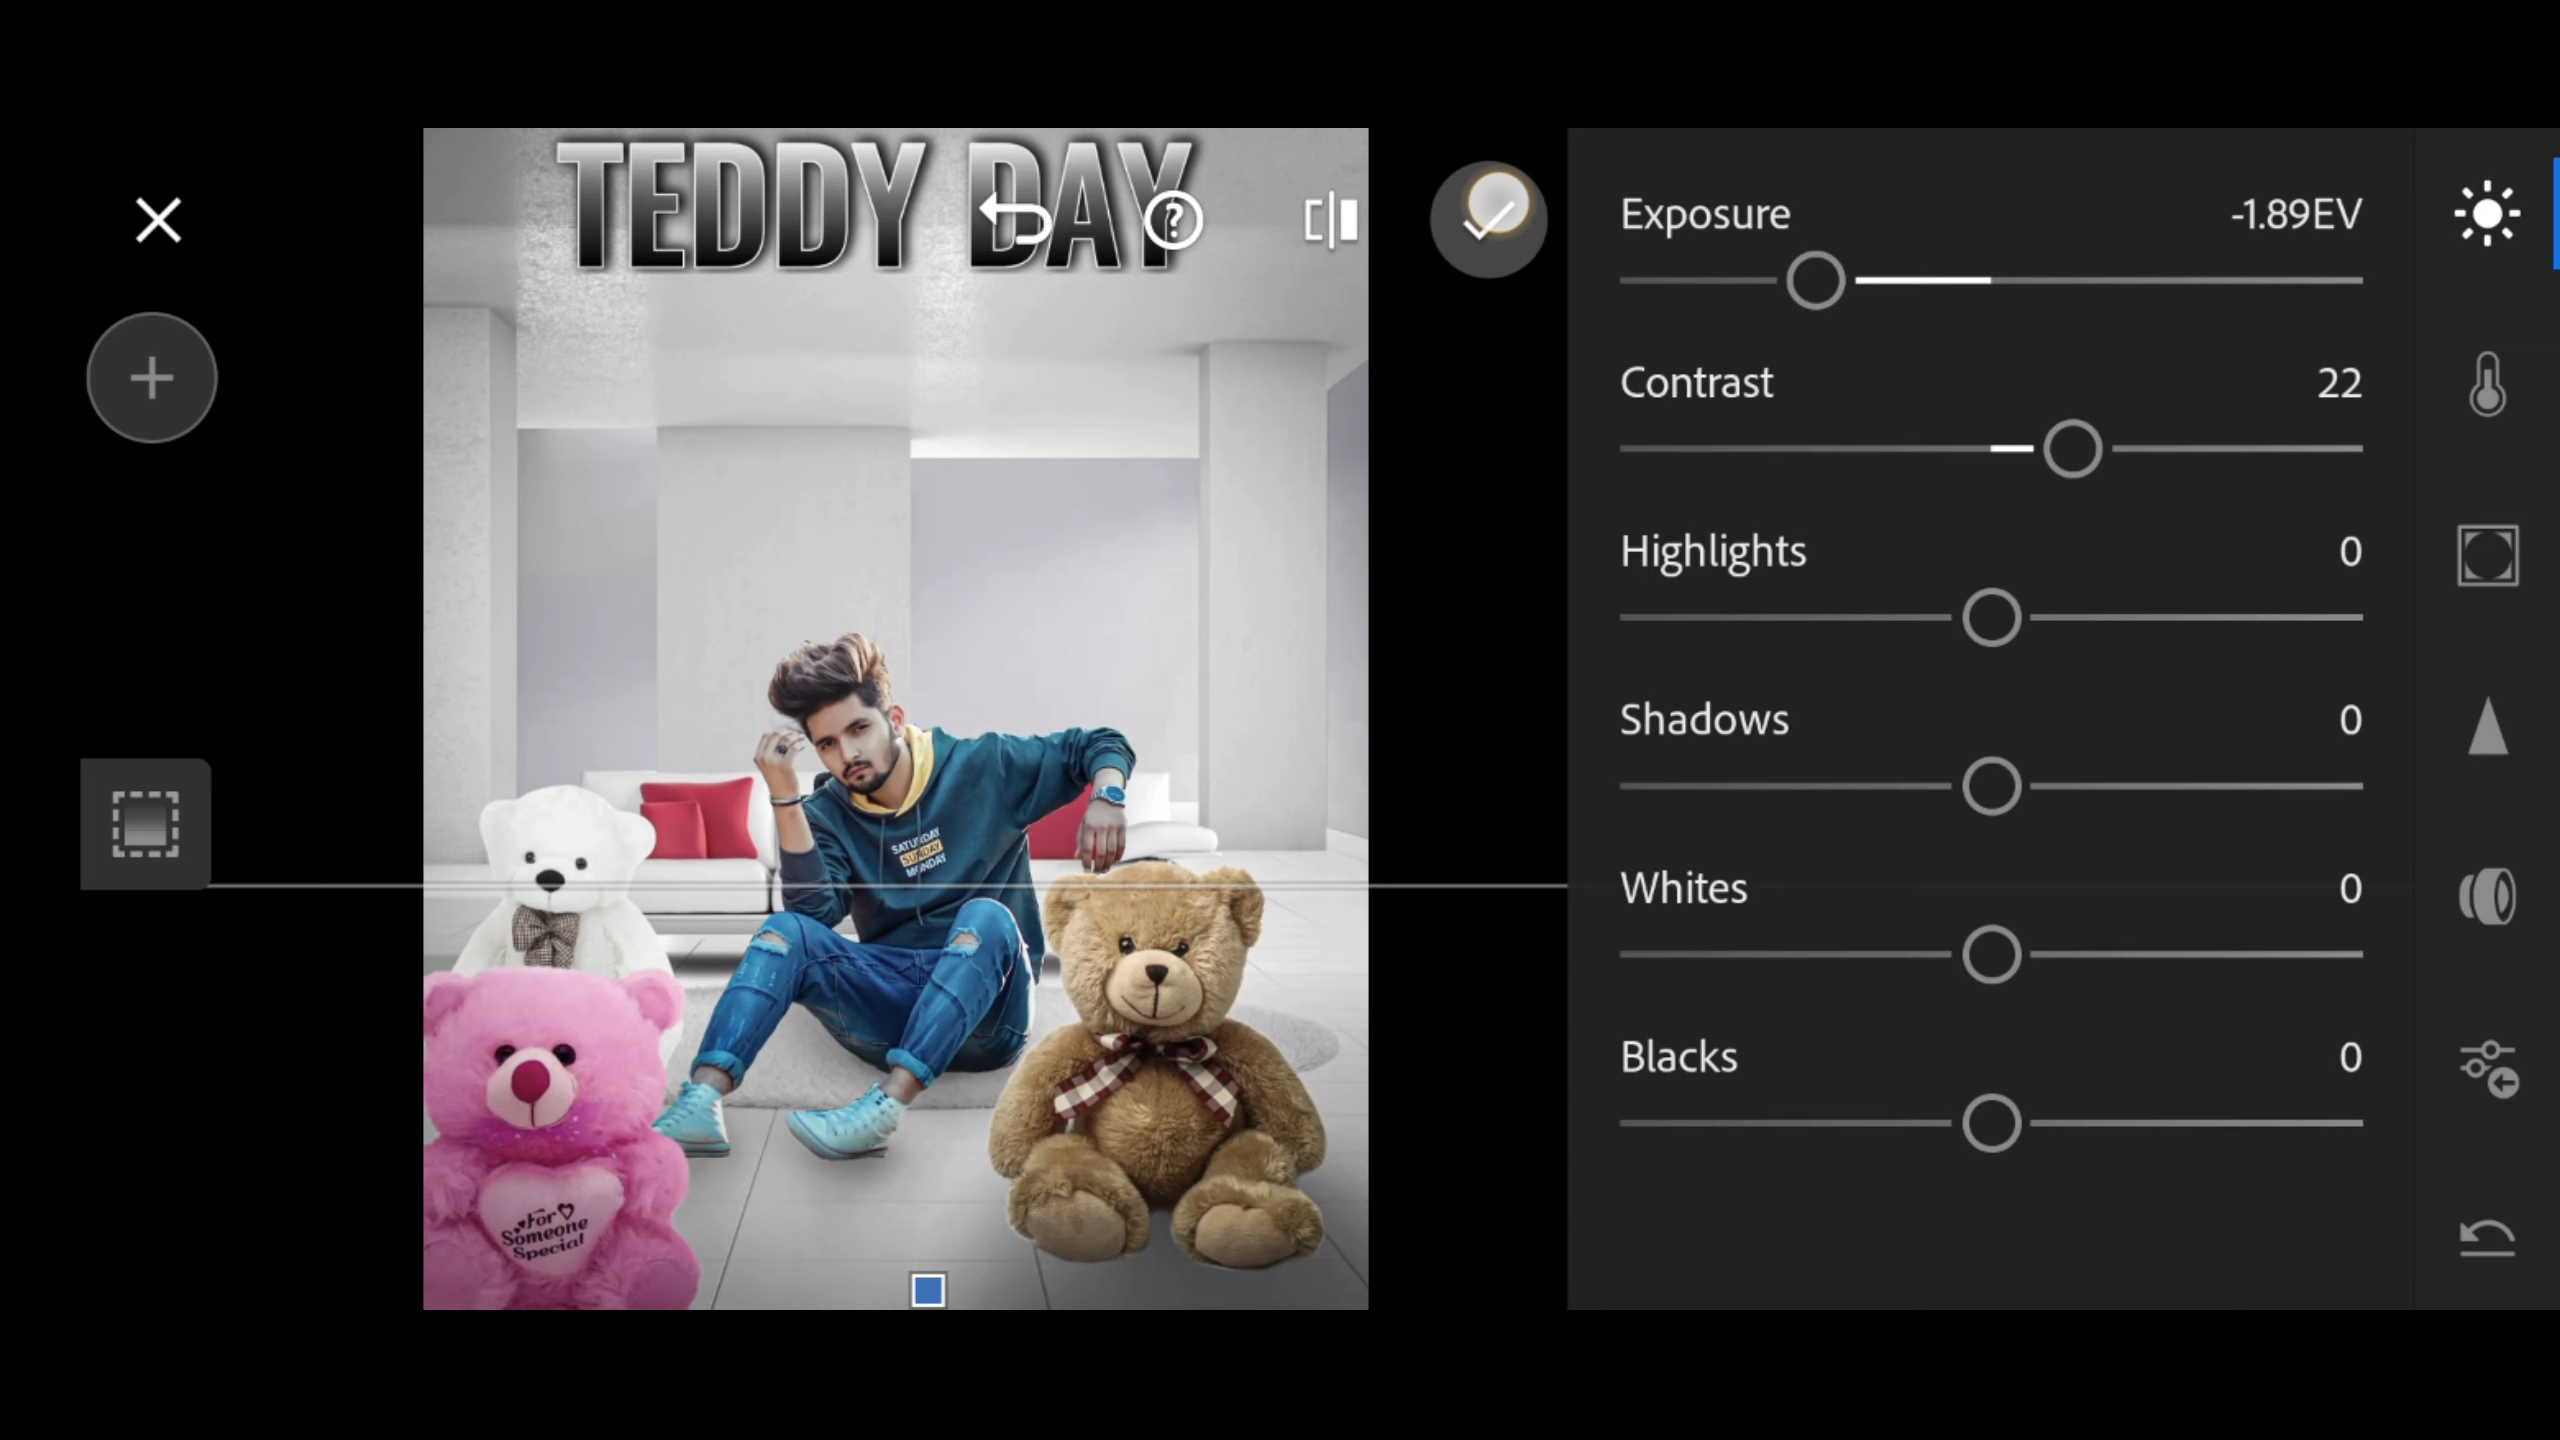 TEDDY DAY
Exposure -1.89EV
Contrast 22
Highlights 0
Shadows 0
Whites 0
Blacks 0
SATURDAY
SUNDAY
MONDAY
For
Someone
Special